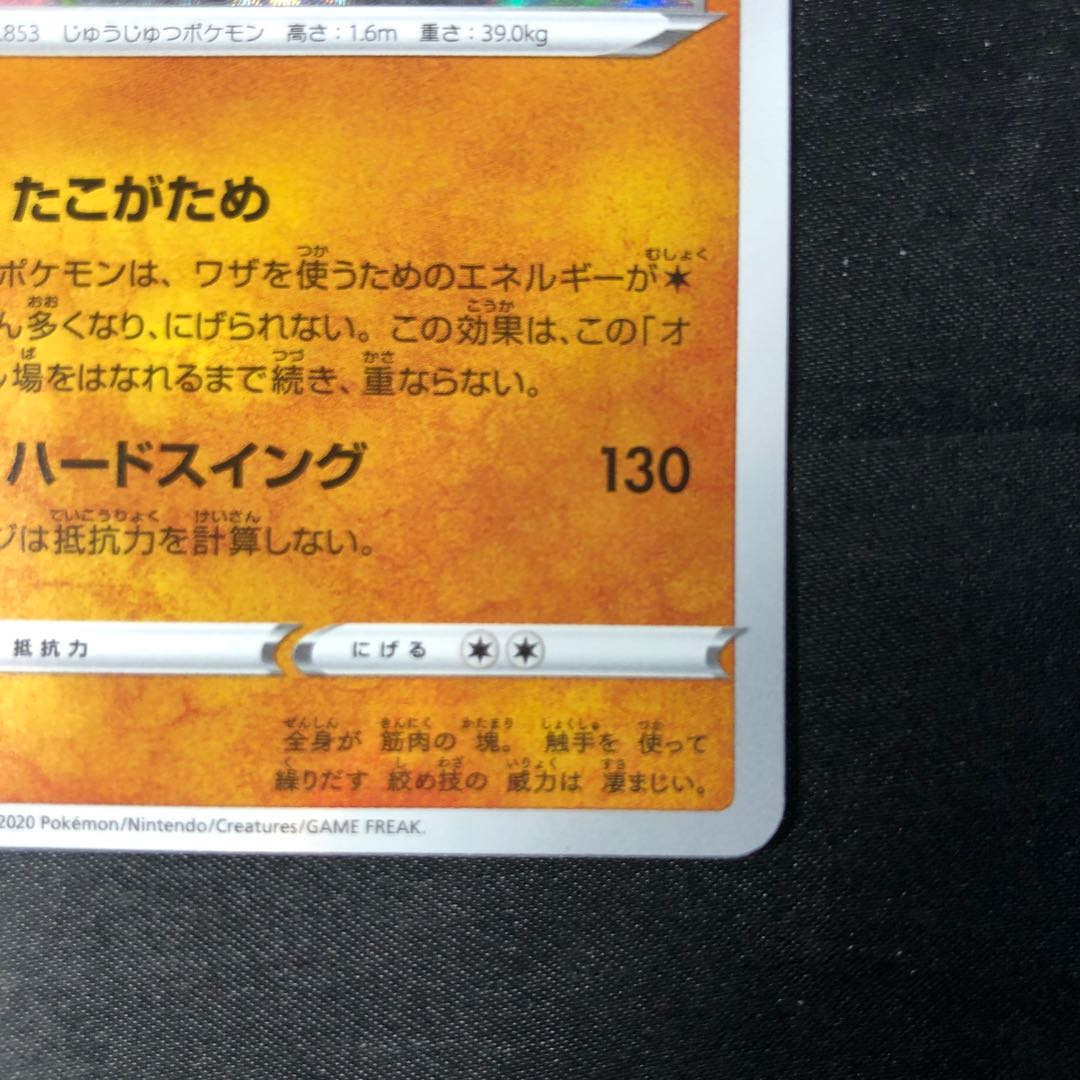 .853 じゅうじゅつポケモン 高さ:1.6m 重さ:39.0kg
たこがため
ポケモンは、ワザを使うためのエネルギーが
ん多くなり、にげられない。この効果は、この「オ
場をはなれるまで続き、重ならない。
ハードスイング 130
ジは抵抗力を計算しない。
抵抗力 にげる
全身が 筋肉の 塊。 触手を 使って
繰りだす 絞め技の 威力は 凄まじい。
2020 Pokémon/Nintendo/Creatures/GAME FREAK.